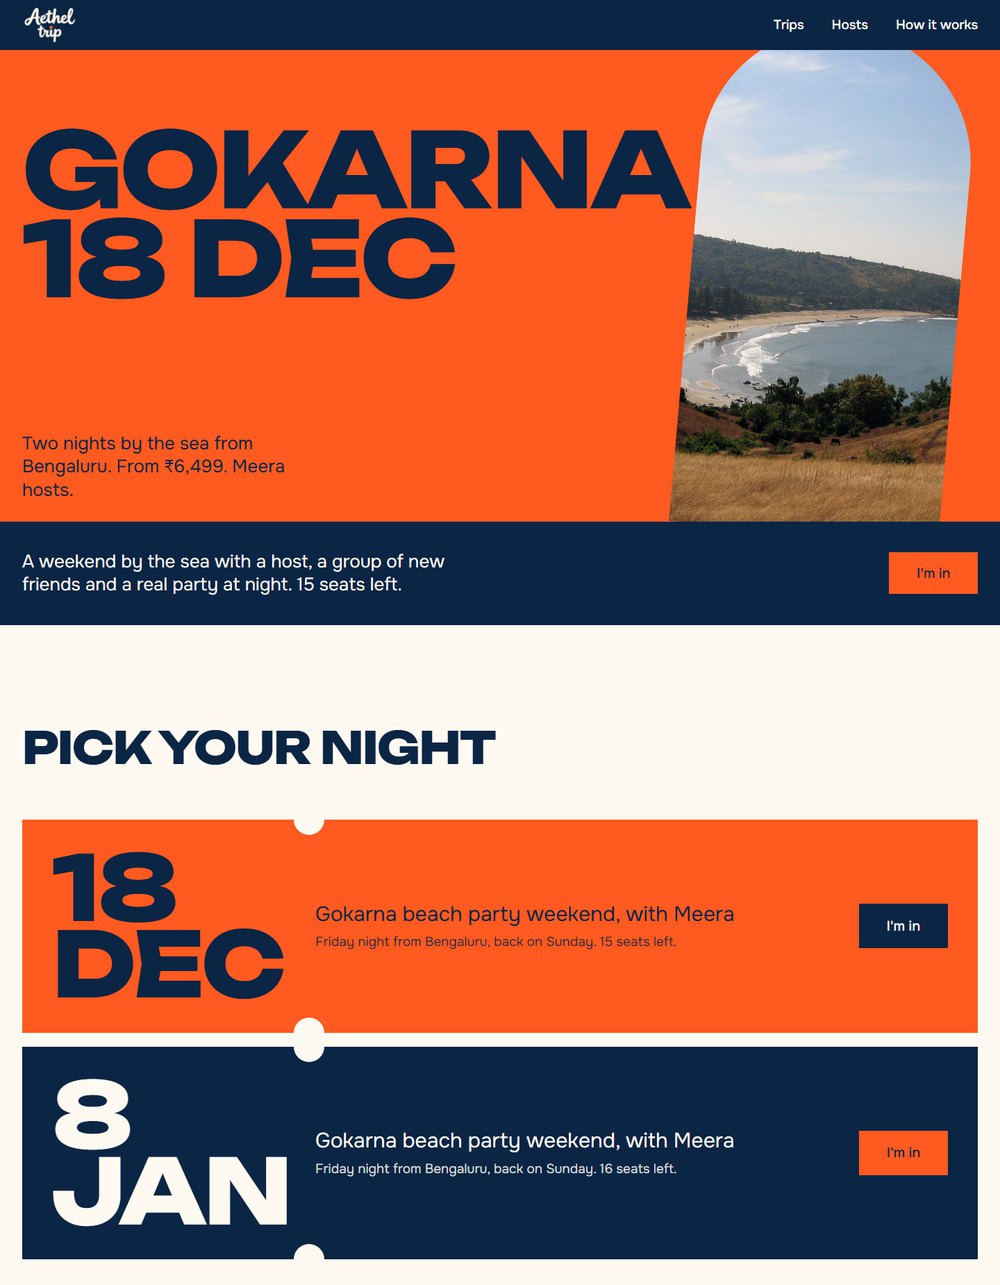 Aethel
trip
Trips
Hosts
How it works
GOKARNA
18 DEC
Two nights by the sea from
Bengaluru. From ₹6,499. Meera
hosts.
A weekend by the sea with a host, a group of new
friends and a real party at night. 15 seats left.
I'm in
PICK YOUR NIGHT
18
DEC
Gokarna beach party weekend, with Meera
Friday night from Bengaluru, back on Sunday. 15 seats left.
I'm in
8
JAN
Gokarna beach party weekend, with Meera
Friday night from Bengaluru, back on Sunday. 16 seats left.
I'm in